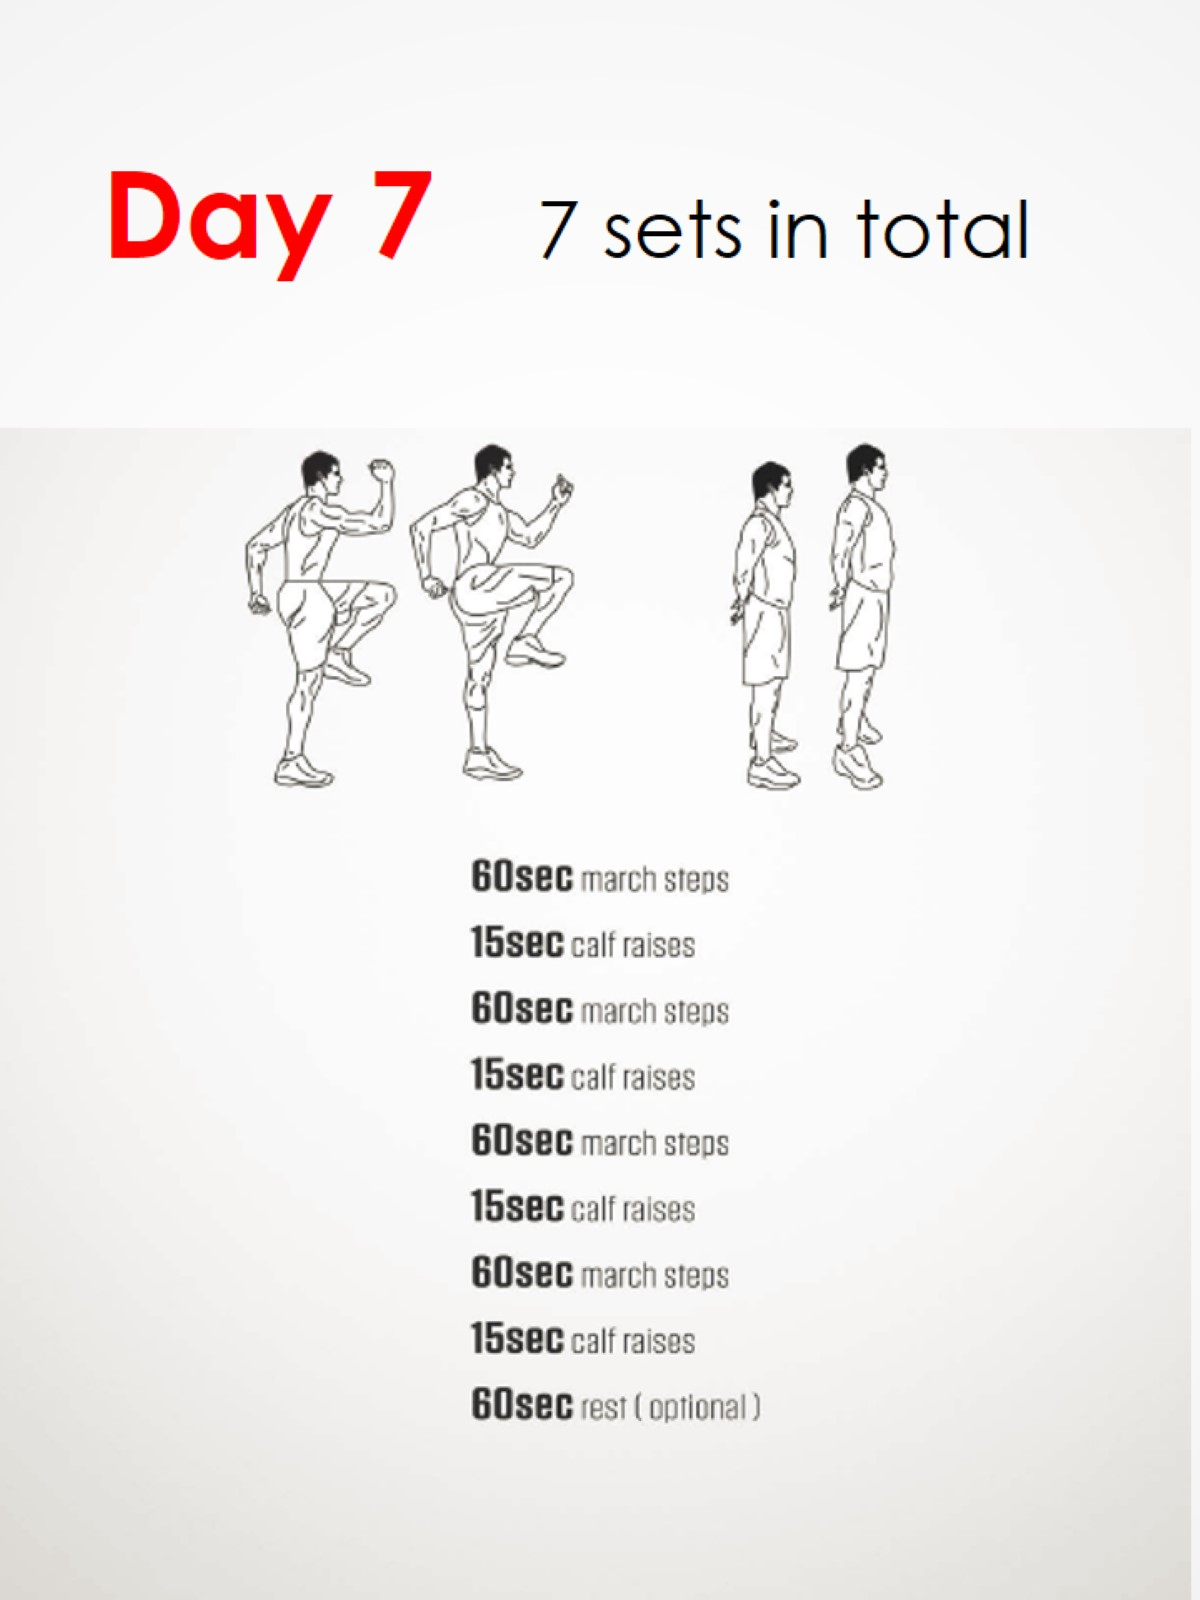 Day 7 7 sets in total
60sec march steps
15sec calf raises
60sec march steps
15sec calf raises
60sec march steps
15sec calf raises
60sec march steps
15sec calf raises
60sec rest ( optional )